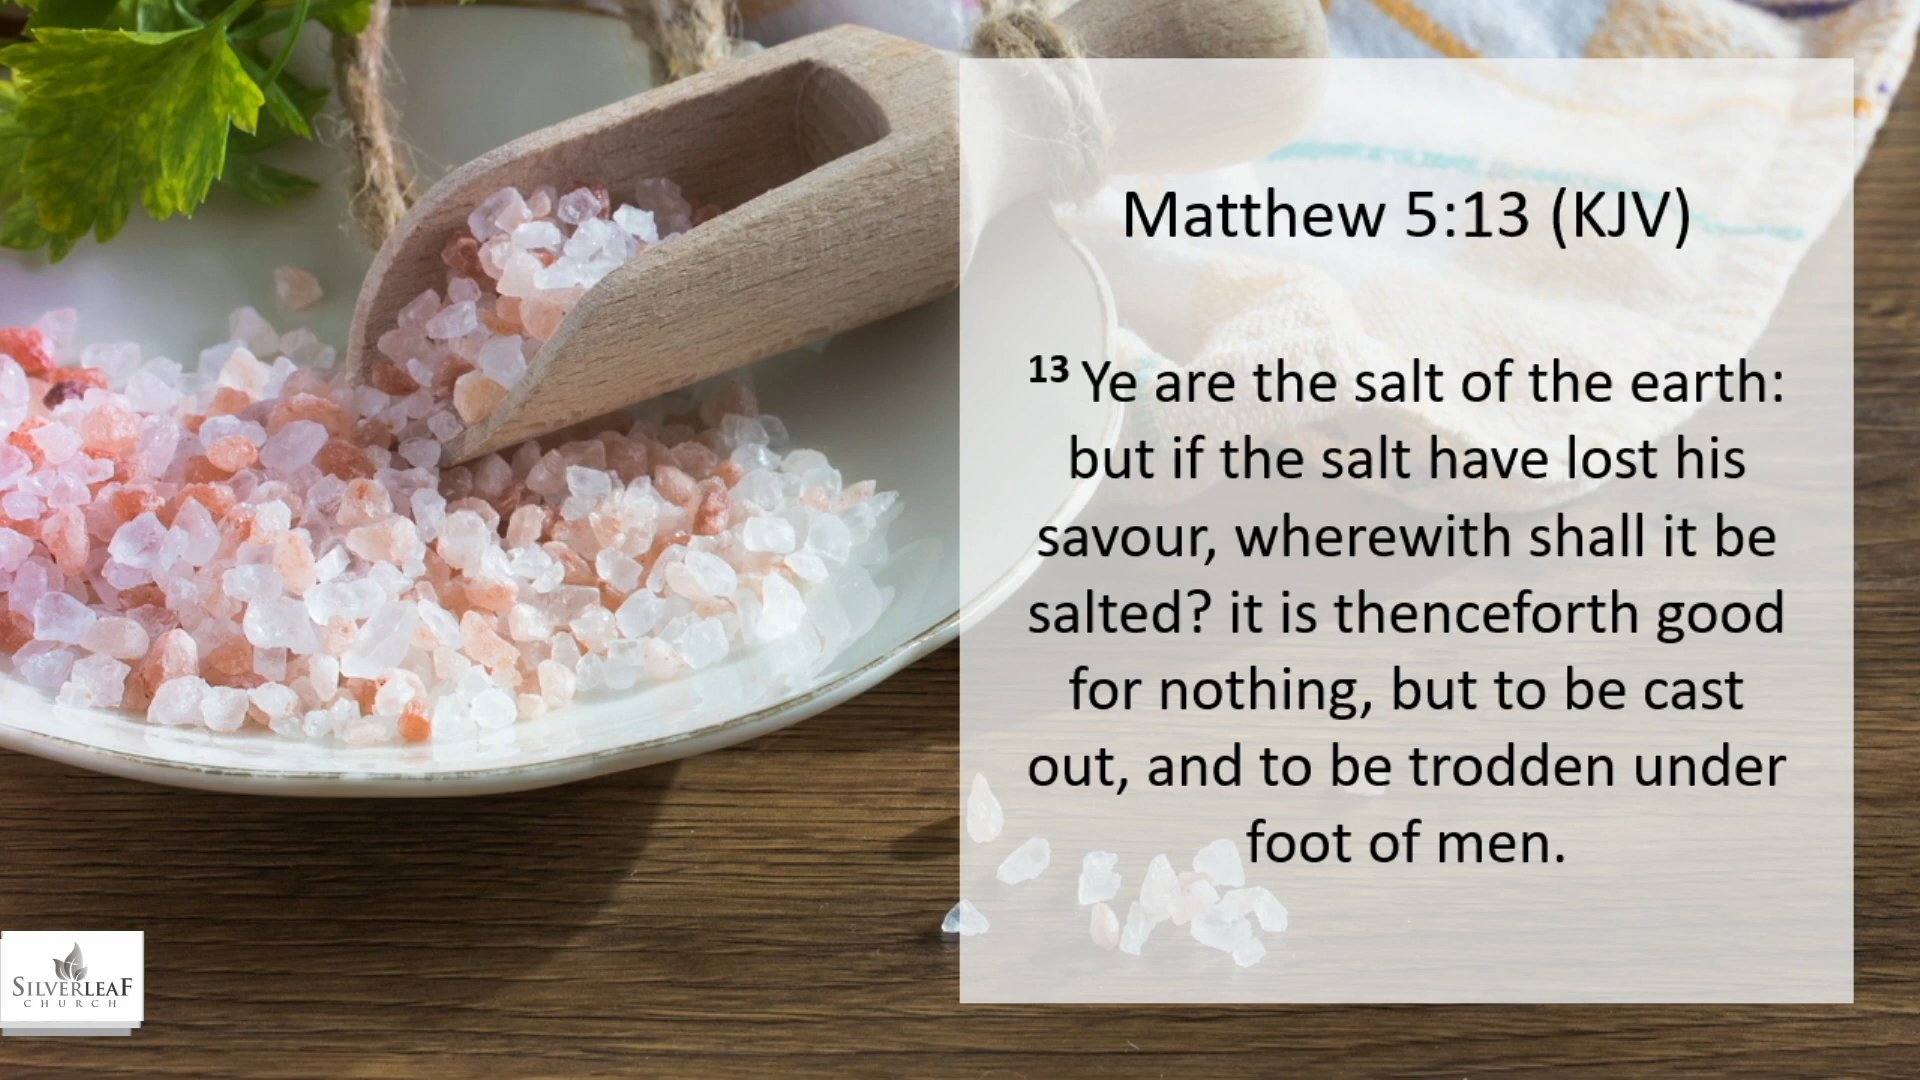 Matthew 5:13 (KJV)
13 Ye are the salt of the earth:
but if the salt have lost his
savour, wherewith shall it be
salted? it is thenceforth good
for nothing, but to be cast
out, and to be trodden under
foot of men.
SILVERLEAF
CHURCH